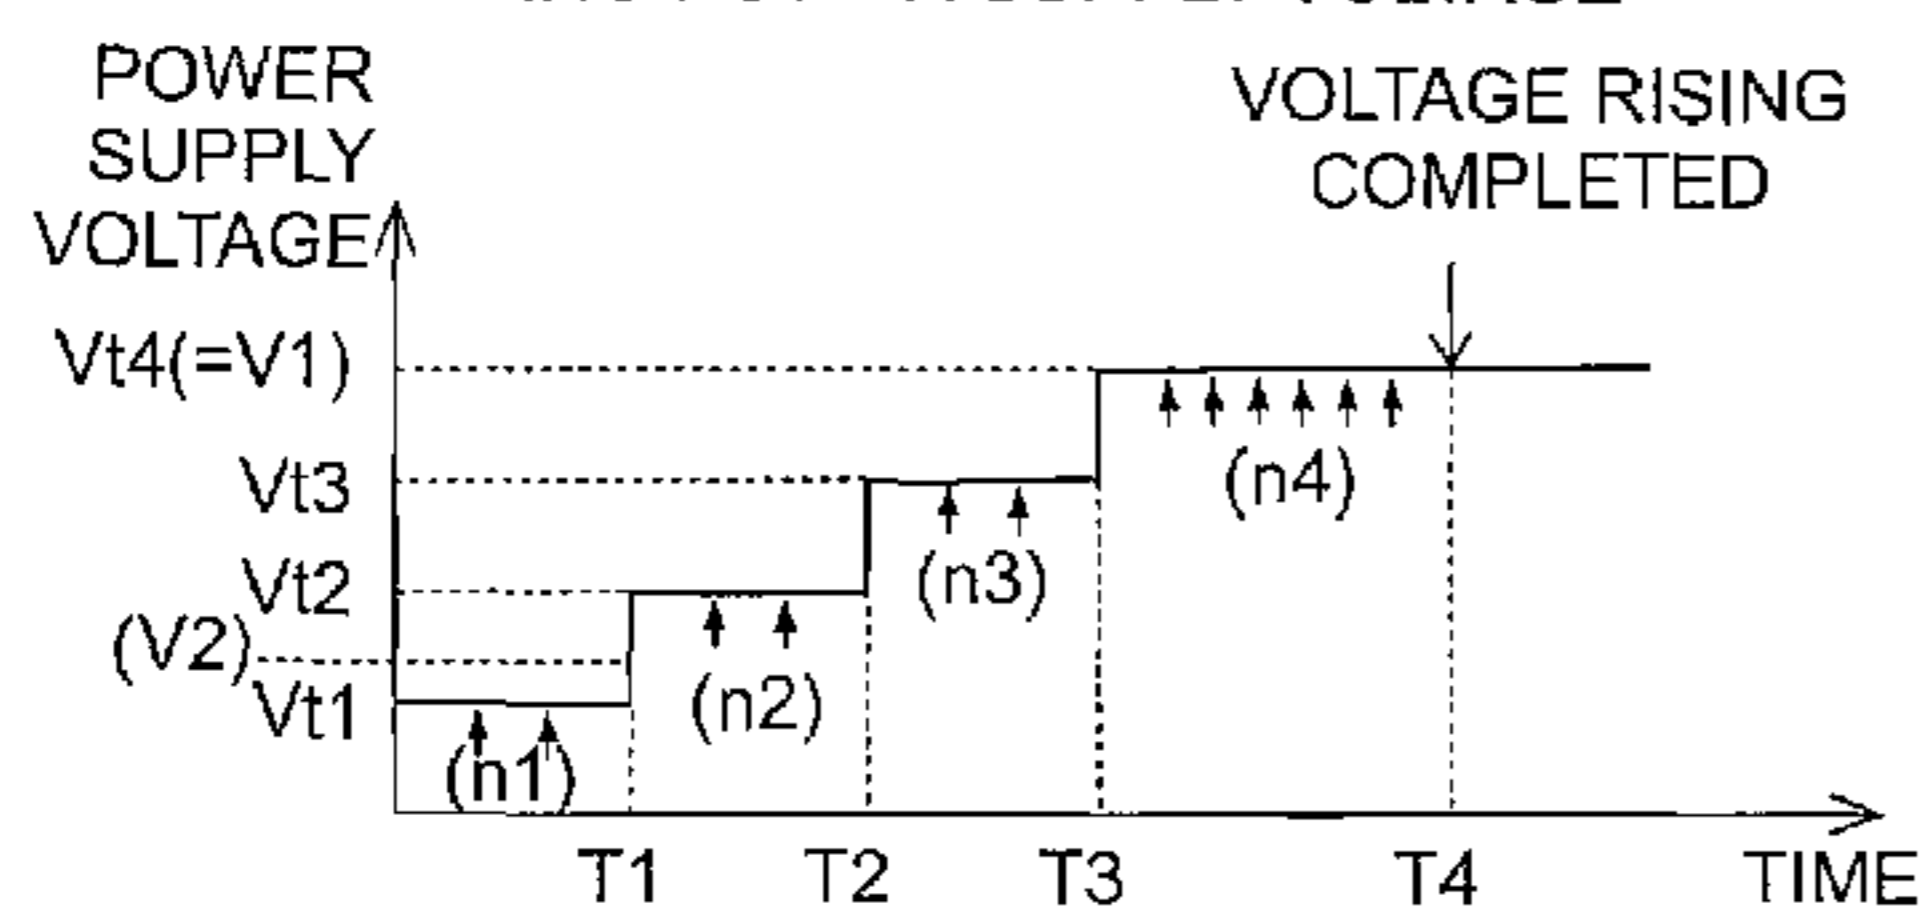 VOLTAGE
POWER
SUPPLY
VOLTAGE
VOLTAGE RISING
COMPLETED
Vt4(=V1)
Vt3
Vt2
(V2)
Vt1
(n1)
(n2)
(n3)
(n4)
T1
T2
T3
T4
TIME